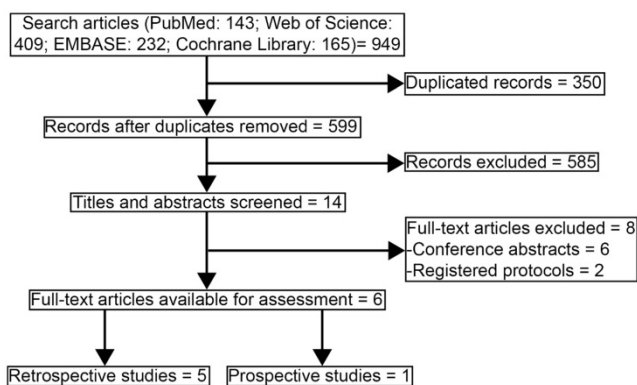 Search articles (PubMed: 143; Web of Science:
409; EMBASE: 232; Cochrane Library: 165)= 949
Duplicated records = 350
Records after duplicates removed = 599
Records excluded = 585
Titles and abstracts screened = 14
Full-text articles excluded = 8
-Conference abstracts = 6
-Registered protocols = 2
Full-text articles available for assessment = 6
Retrospective studies = 5
Prospective studies = 1